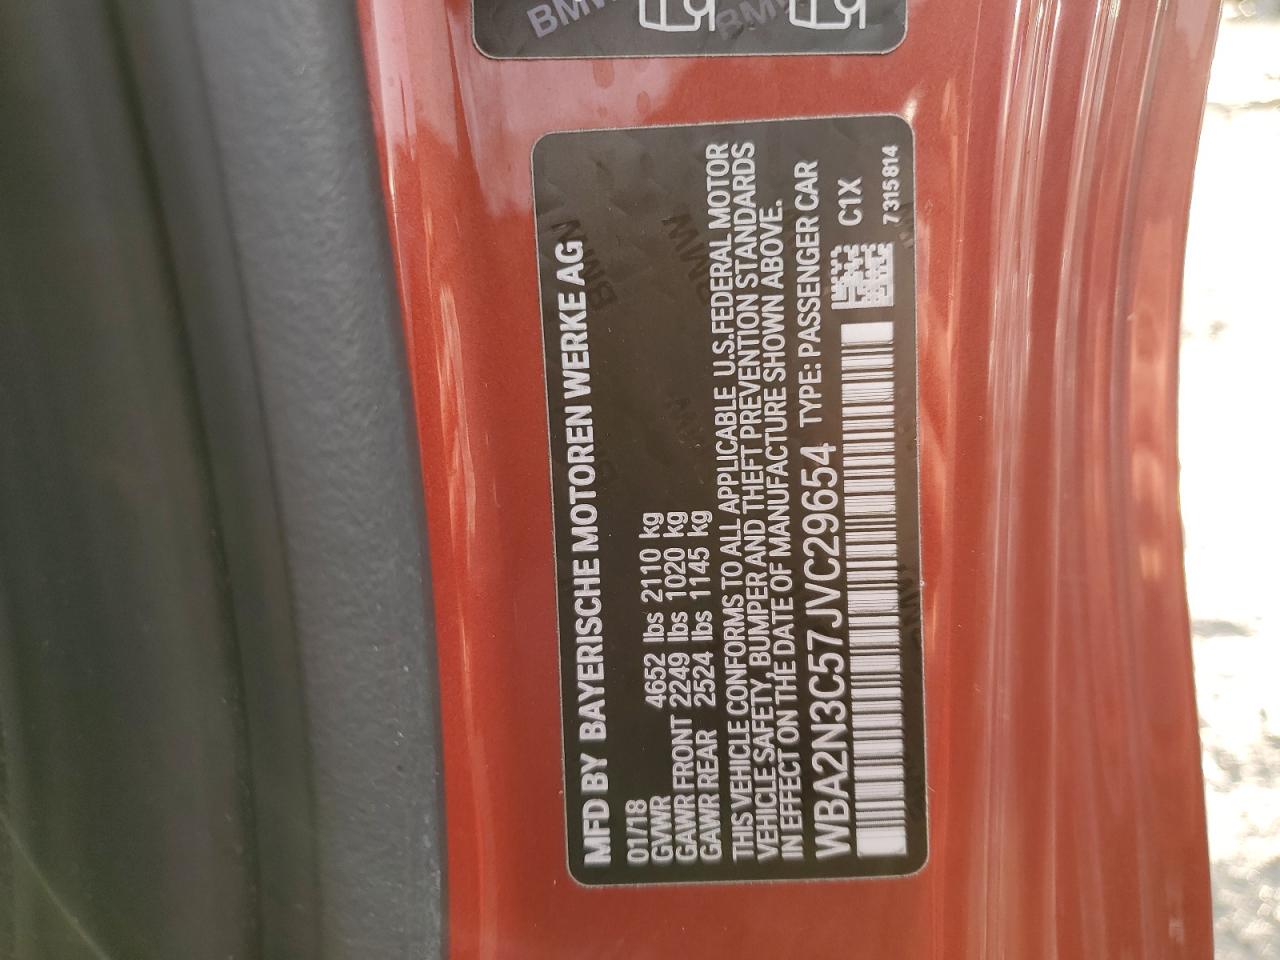 BMW BMW
MFD BY BAYERISCHE MOTOREN WERKE AG
01/18
GVWR 4652 lbs 2110 kg
GAWR FRONT 2249 lbs 1020 kg
GAWR REAR 2524 lbs 1145 kg
THIS VEHICLE CONFORMS TO ALL APPLICABLE U.S.FEDERAL MOTOR
VEHICLE SAFETY, BUMPER AND THEFT PREVENTION STANDARDS
IN EFFECT ON THE DATE OF MANUFACTURE SHOWN ABOVE.
WBA2N3C57JVC29654 TYPE: PASSENGER CAR
C1X
7315814